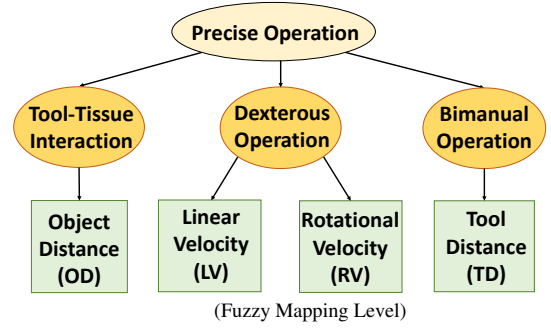 Precise Operation
Tool-Tissue
Interaction
Dexterous
Operation
Bimanual
Operation
Object
Distance
(OD)
Linear
Velocity
(LV)
Rotational
Velocity
(RV)
Tool
Distance
(TD)
(Fuzzy Mapping Level)